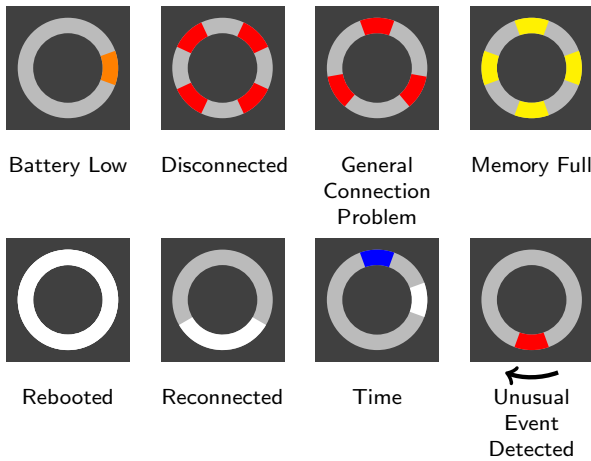 Battery Low
Disconnected
General
Connection
Problem
Memory Full
Rebooted
Reconnected
Time
Unusual
Event
Detected